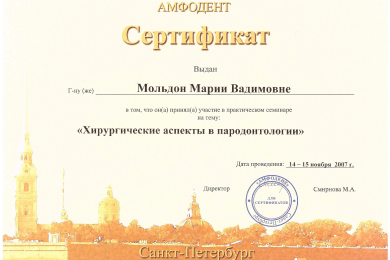 АМФОДЕНТ
Сертификат
Выдан
Г-ну (же) Мольдон Марии Вадимовне
в том, что он(а) принял(а) участие в практическом семинаре
на тему:
«Хирургические аспекты в пародонтологии»
Дата проведения: 14 – 15 ноября 2007 г.
Директор Смирнова М.А.
«АМФОДЕНТ»
ДЛЯ
СЕРТИФИКАТОВ
Санкт-Петербург